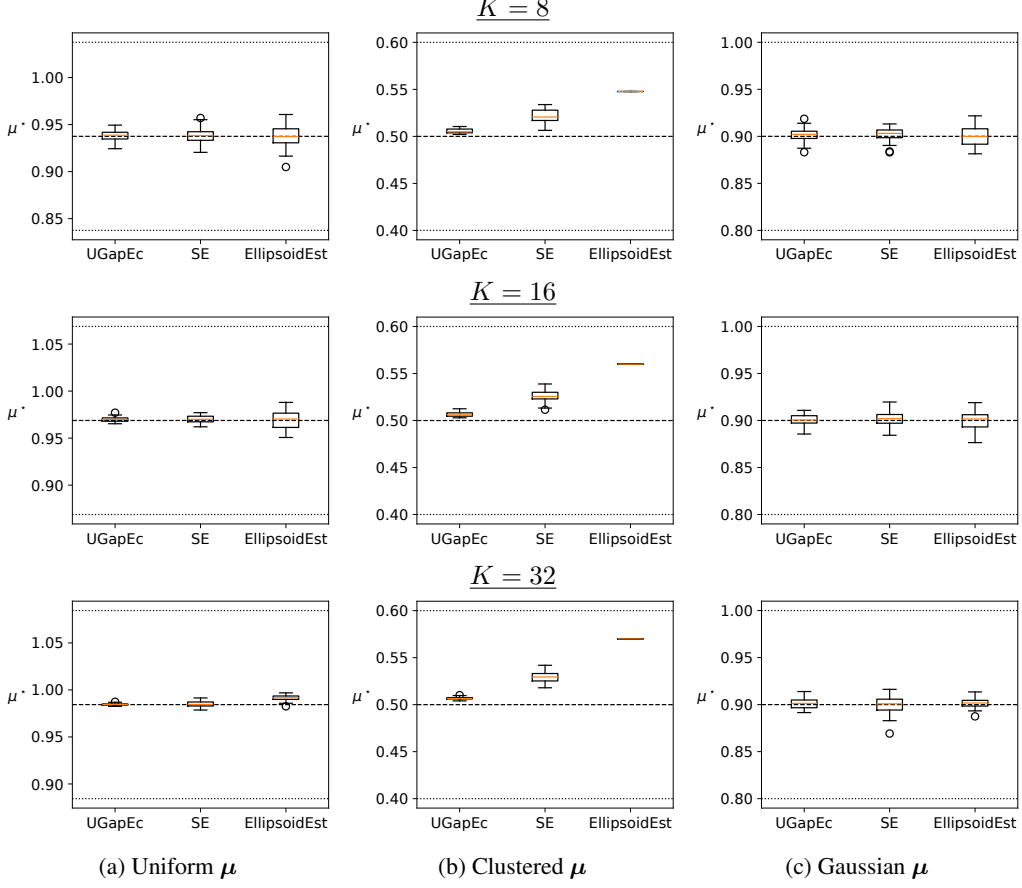 K = 8
1.00
0.95
0.90
0.85
μ*
UGapEc SE EllipsoidEst
0.60
0.55
0.50
0.45
0.40
μ*
UGapEc SE EllipsoidEst
1.00
0.95
0.90
0.85
0.80
μ*
UGapEc SE EllipsoidEst
K = 16
1.05
1.00
0.95
0.90
μ*
UGapEc SE EllipsoidEst
0.60
0.55
0.50
0.45
0.40
μ*
UGapEc SE EllipsoidEst
1.00
0.95
0.90
0.85
0.80
μ*
UGapEc SE EllipsoidEst
K = 32
1.05
1.00
0.95
0.90
μ*
UGapEc SE EllipsoidEst
0.60
0.55
0.50
0.45
0.40
μ*
UGapEc SE EllipsoidEst
1.00
0.95
0.90
0.85
0.80
μ*
UGapEc SE EllipsoidEst
(a) Uniform μ
(b) Clustered μ
(c) Gaussian μ